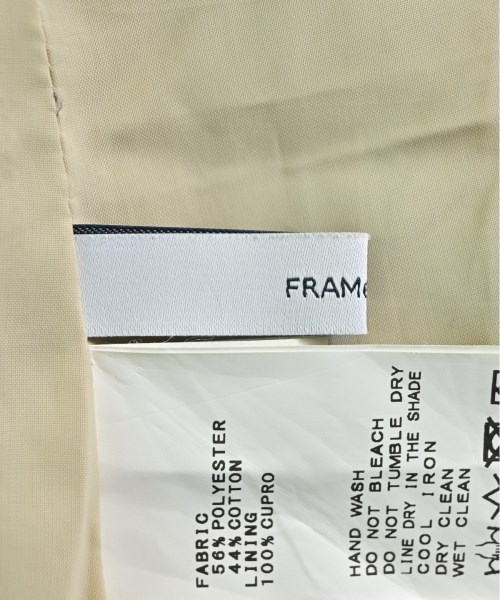 FRAMe
FABRIC
56% POLYESTER
44% COTTON
LINING
100% CUPRO
HAND WASH
DO NOT BLEACH
DO NOT TUMBLE DRY
LINE DRY IN THE SHADE
COOL IRON
DRY CLEAN
WET CLEAN